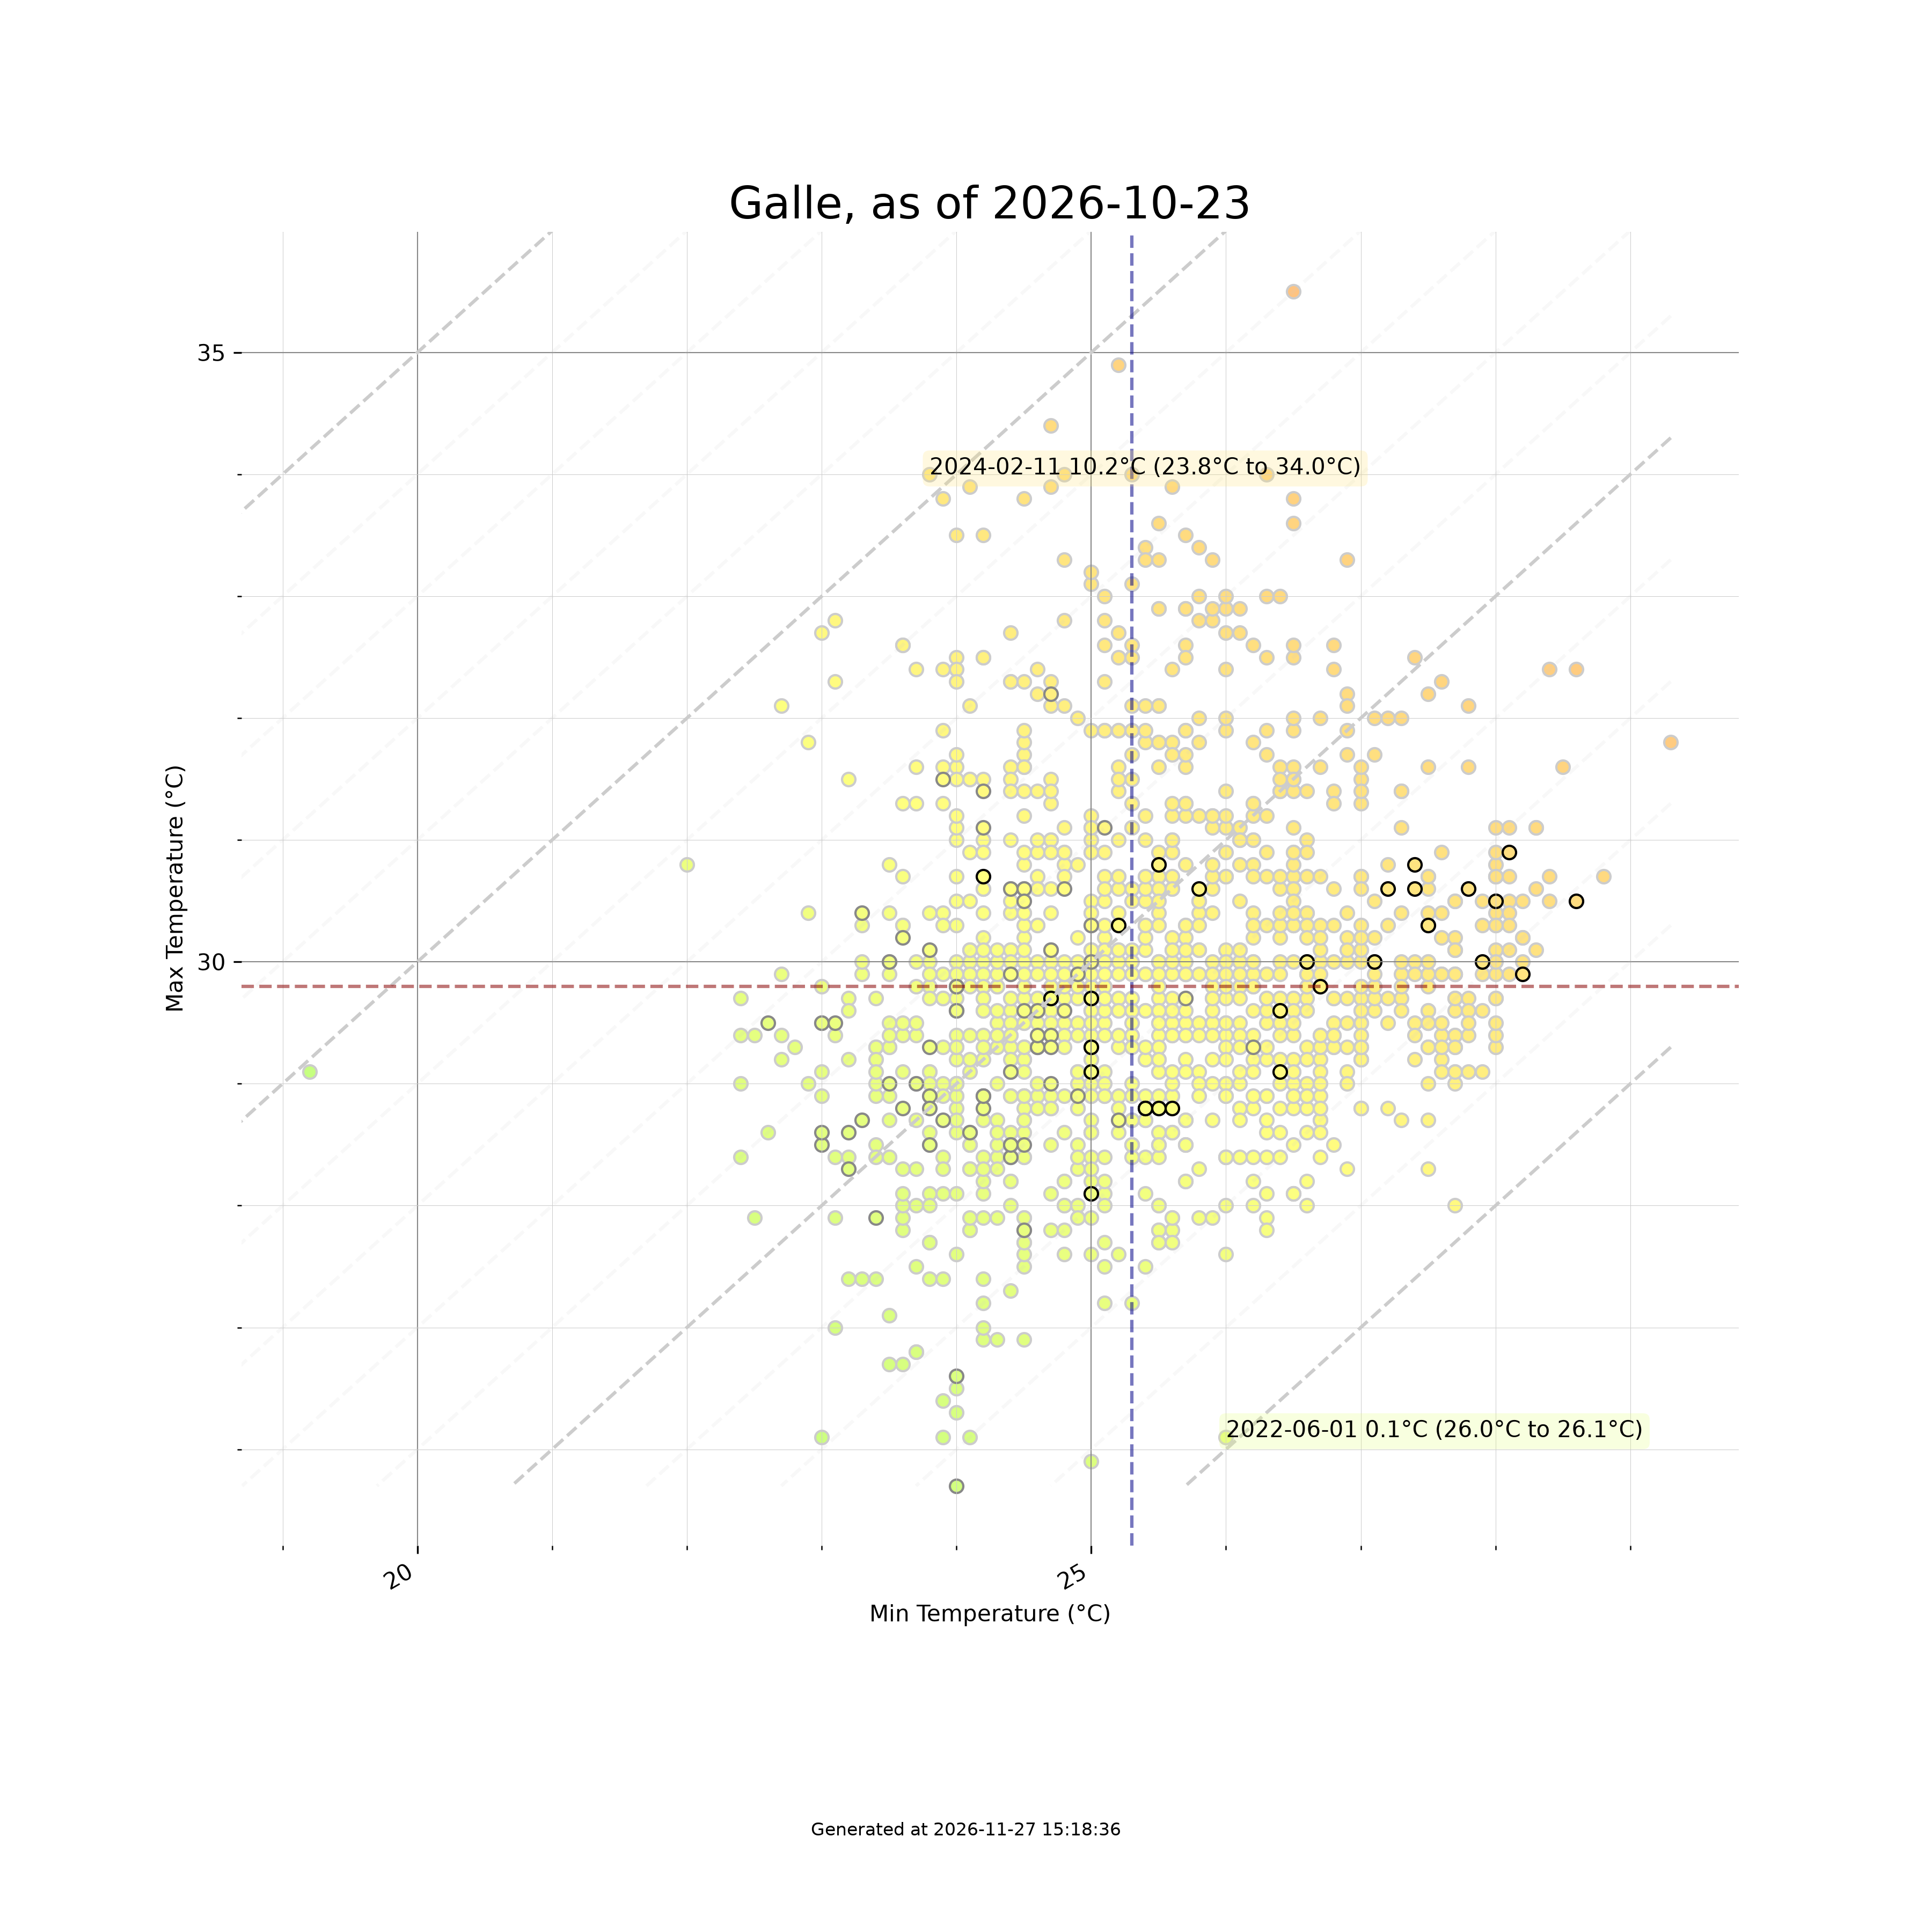 Galle, as of 2026-10-23
35
2024-02-11 10.2°C (23.8°C to 34.0°C)
Max Temperature (°C)
30
2022-06-01 0.1°C (26.0°C to 26.1°C)
20
25
Min Temperature (°C)
Generated at 2026-11-27 15:18:36